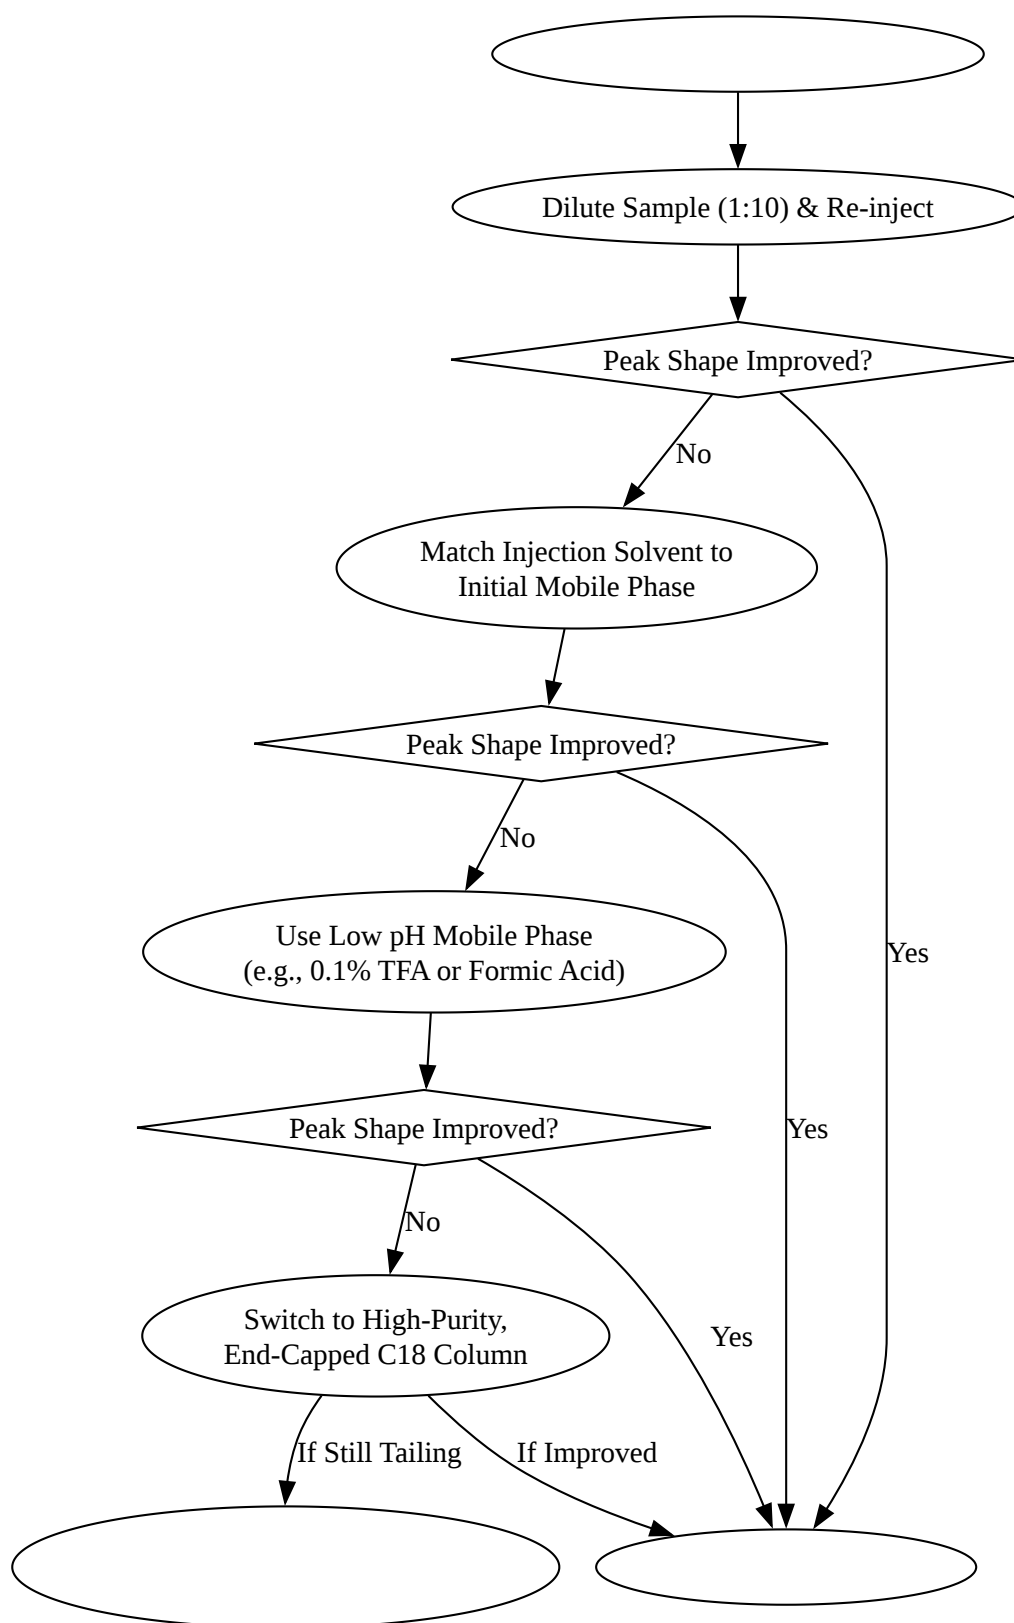 Dilute Sample (1:10) & Re-inject
Peak Shape Improved?
No
Match Injection Solvent to
Initial Mobile Phase
Peak Shape Improved?
No
Use Low pH Mobile Phase
(e.g., 0.1% TFA or Formic Acid)
Yes
Peak Shape Improved?
Yes
No
Switch to High-Purity,
End-Capped C18 Column
Yes
If Still Tailing
If Improved